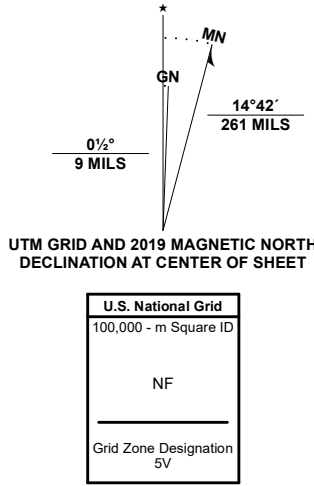 ★
MN
GN
14°42´
261 MILS
0½°
9 MILS
UTM GRID AND 2019 MAGNETIC NORTH
DECLINATION AT CENTER OF SHEET
U.S. National Grid
100,000 - m Square ID
NF
Grid Zone Designation
5V